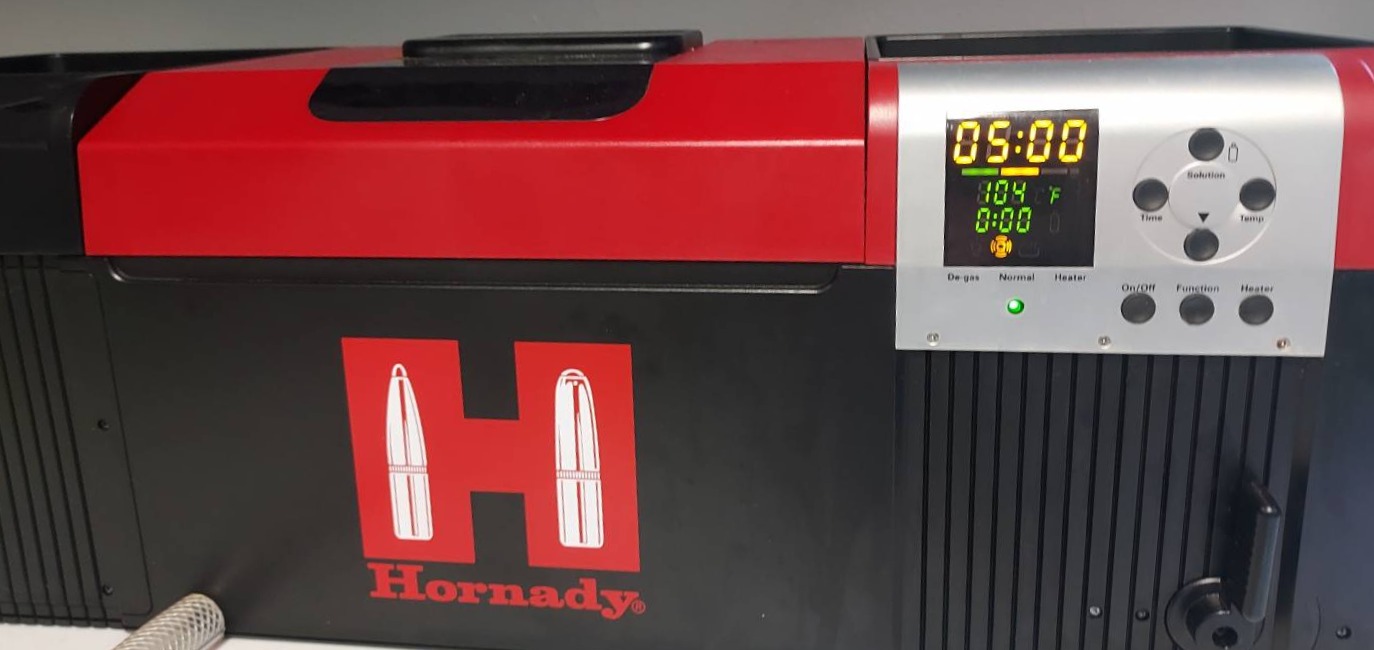 05:00
104 °F
0:00
Solution
Time
Temp
De-gas Normal Heater
On/Off Function Heater
H
Hornady®